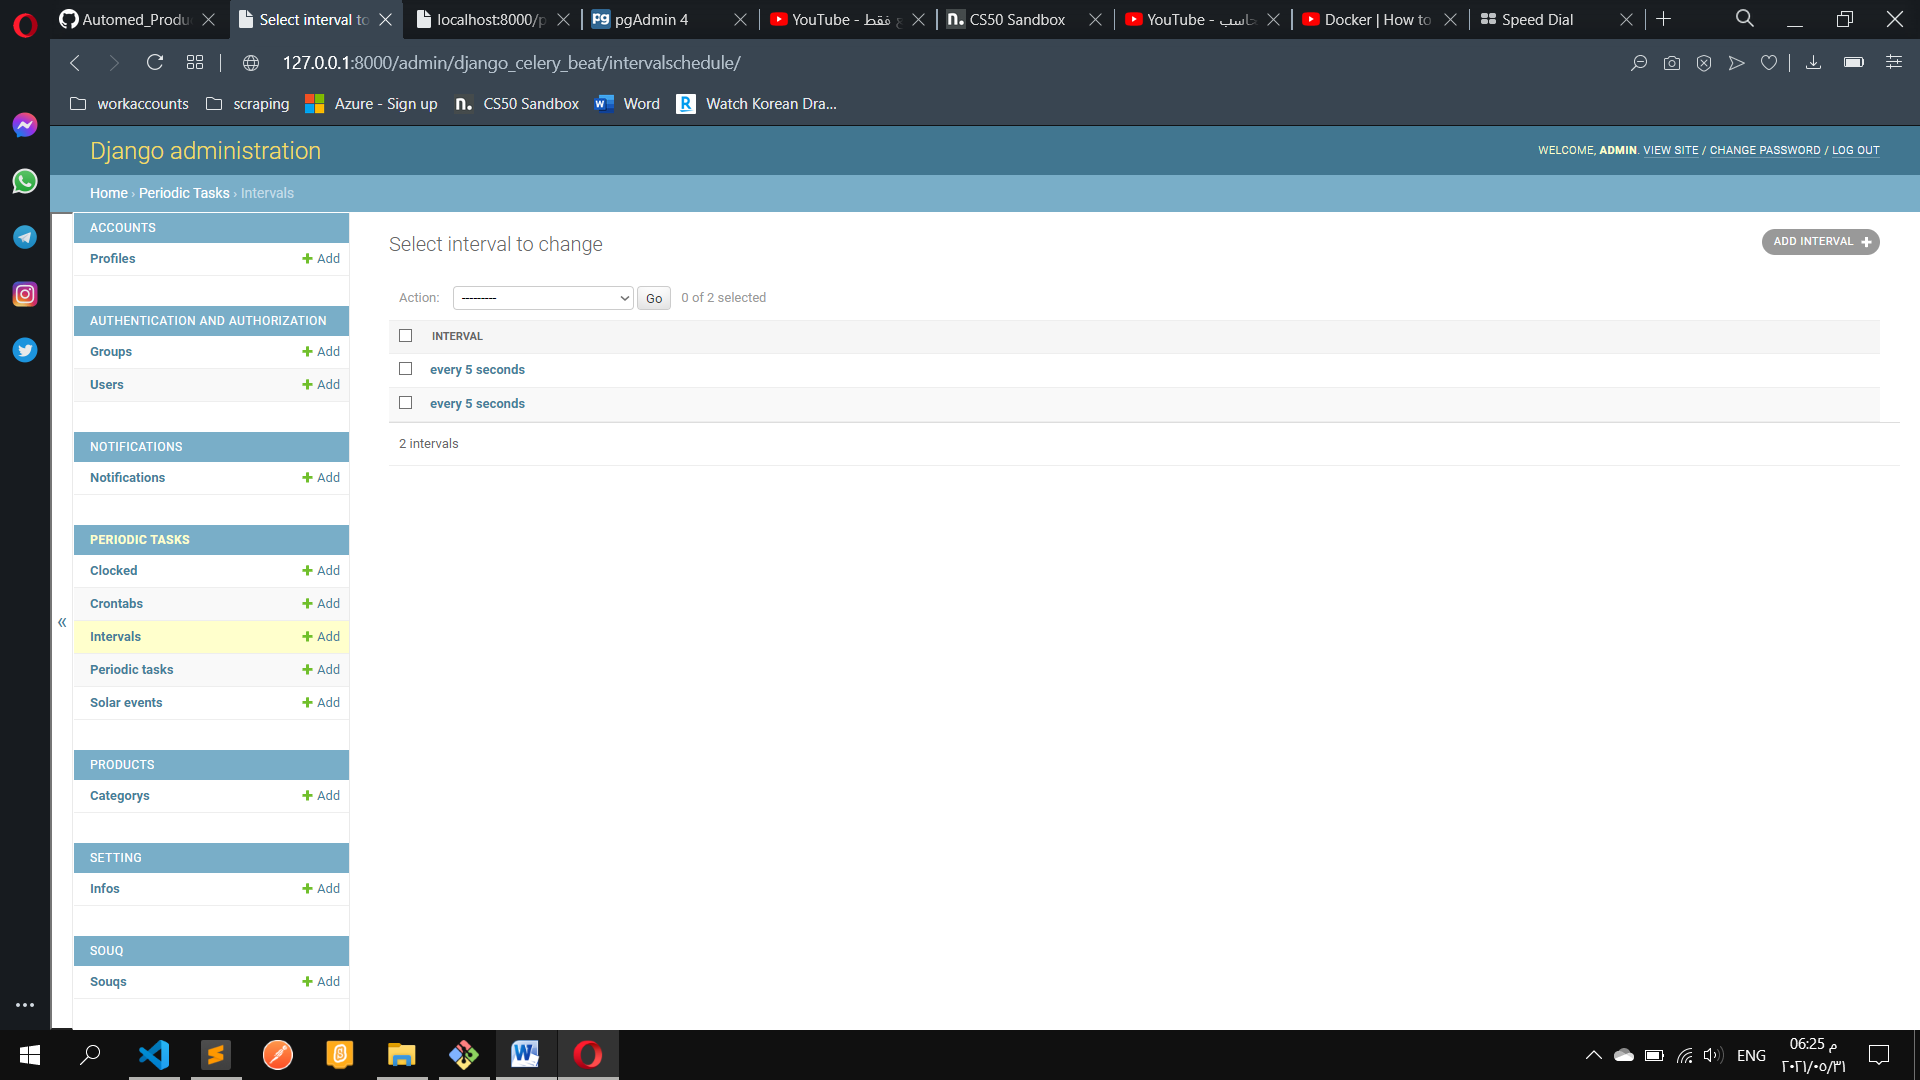 Automed_Produ
Select interval to
localhost:8000/p
pgAdmin 4
YouTube - فقط
CS50 Sandbox
YouTube - حاسب
Docker | How to
Speed Dial
127.0.0.1:8000/admin/django_celery_beat/intervalschedule/
workaccounts
scraping
Azure - Sign up
n. CS50 Sandbox
Word
R Watch Korean Dra...
Django administration
WELCOME, ADMIN. VIEW SITE / CHANGE PASSWORD / LOG OUT
Home › Periodic Tasks › Intervals
ACCOUNTS
Profiles + Add
AUTHENTICATION AND AUTHORIZATION
Groups + Add
Users + Add
NOTIFICATIONS
Notifications + Add
PERIODIC TASKS
Clocked + Add
Crontabs + Add
Intervals + Add
Periodic tasks + Add
Solar events + Add
PRODUCTS
Categorys + Add
SETTING
Infos + Add
SOUQ
Souqs + Add
«
Select interval to change
ADD INTERVAL +
Action: --------- Go 0 of 2 selected
INTERVAL
every 5 seconds
every 5 seconds
2 intervals
ENG
06:25 م
٢٠٢١/٠٥/٣١